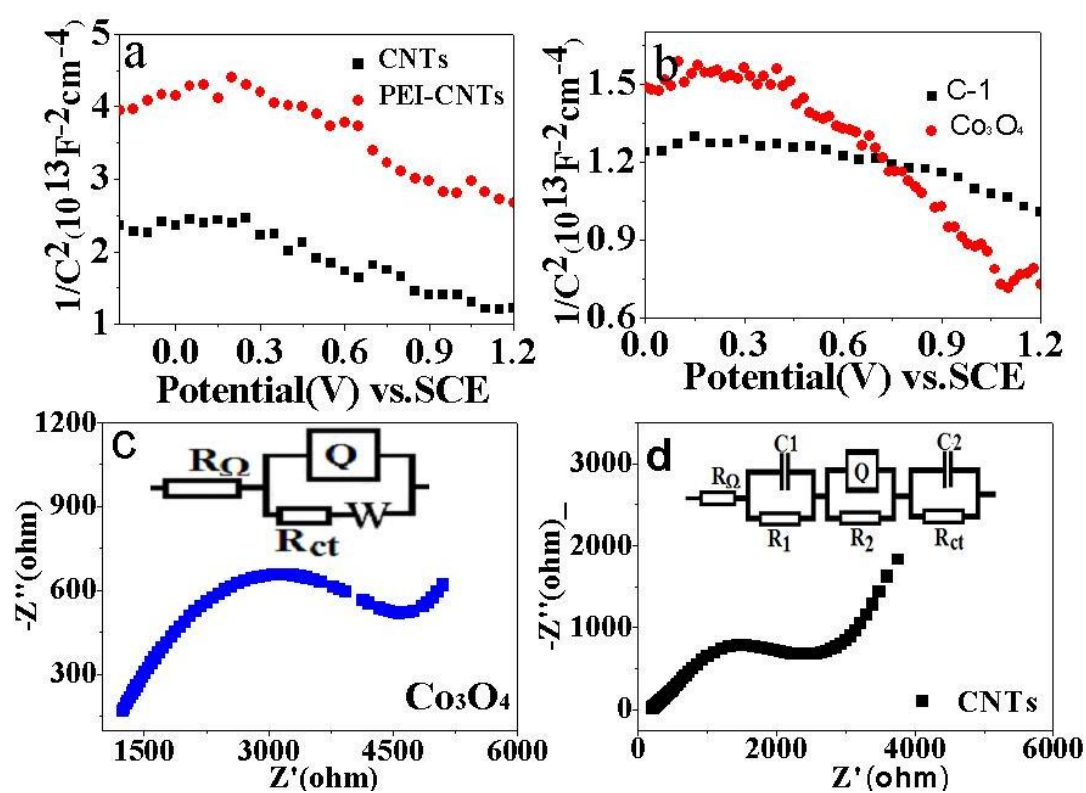 a
CNTs
PEI-CNTs
5
4
3
2
1
0.0 0.3 0.6 0.9 1.2
1/C²(10¹³F⁻²cm⁻⁴)
Potential(V) vs.SCE
b
C-1
Co₃O₄
1.5
1.2
0.9
0.6
0.0 0.3 0.6 0.9 1.2
1/C²(10¹³F⁻²cm⁻⁴)
Potential(V) vs.SCE
c
RΩ
Q
W
Rct
1200
900
600
300
1500 3000 4500 6000
-Z''(ohm)
Z'(ohm)
Co₃O₄
d
RΩ
C1
R1
Q
R2
C2
Rct
3000
2000
1000
0
0 2000 4000 6000
-Z''(ohm)_
Z'(ohm)
CNTs